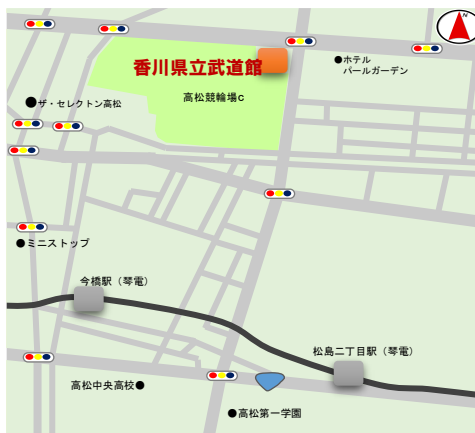 N
香川県立武道館
●ホテル
パールガーデン
高松競輪場c
●ザ・セレクトン高松
●ミニストップ
今橋駅（琴電）
松島二丁目駅（琴電）
高松中央高校●
●高松第一学園